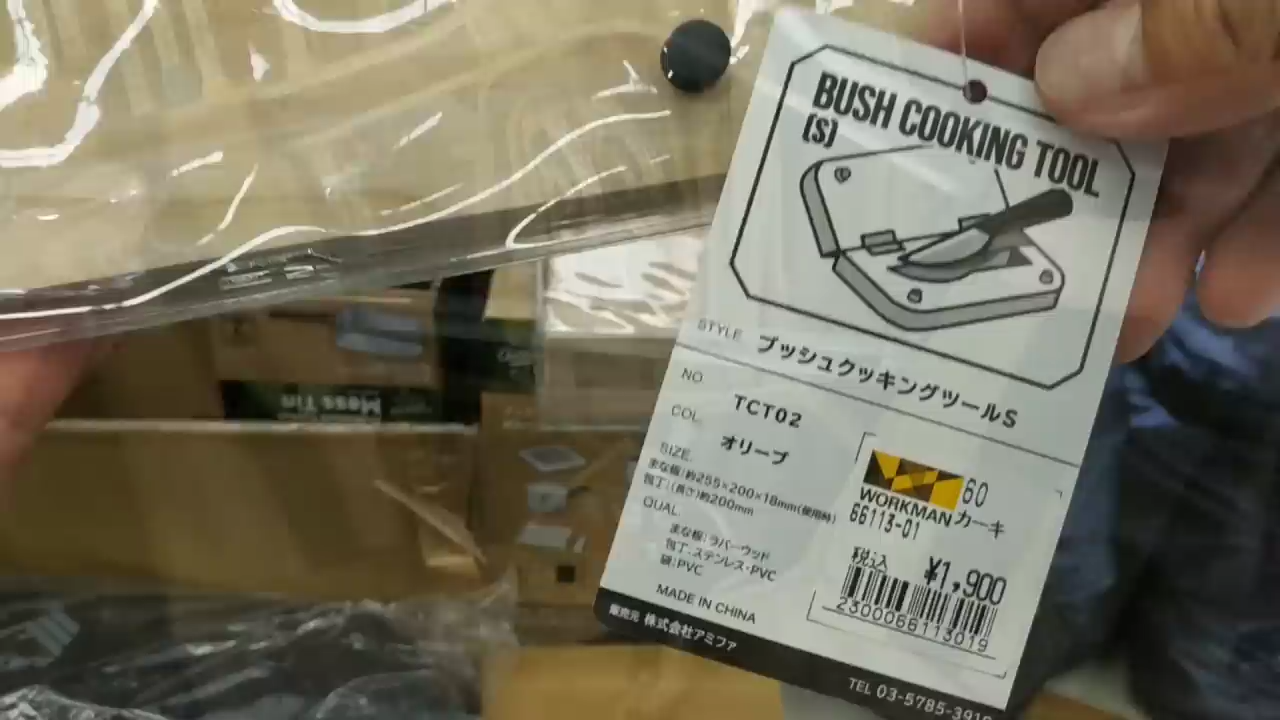 BUSH COOKING TOOL
(S)
STYLE ブッシュクッキングツールS
NO TCT02
COL. オリーブ
SIZE.
まな板:約255×200×18mm(使用時)
包丁:(長さ)約200mm
QUAL.
まな板:ラバーウッド
包丁:ステンレス・PVC
袋:PVC
MADE IN CHINA
販売元 株式会社アミファ
TEL 03-5785-3910
60
WORKMAN カーキ
66113-01
税込 ¥1,900
2300066113019
Mess Tin